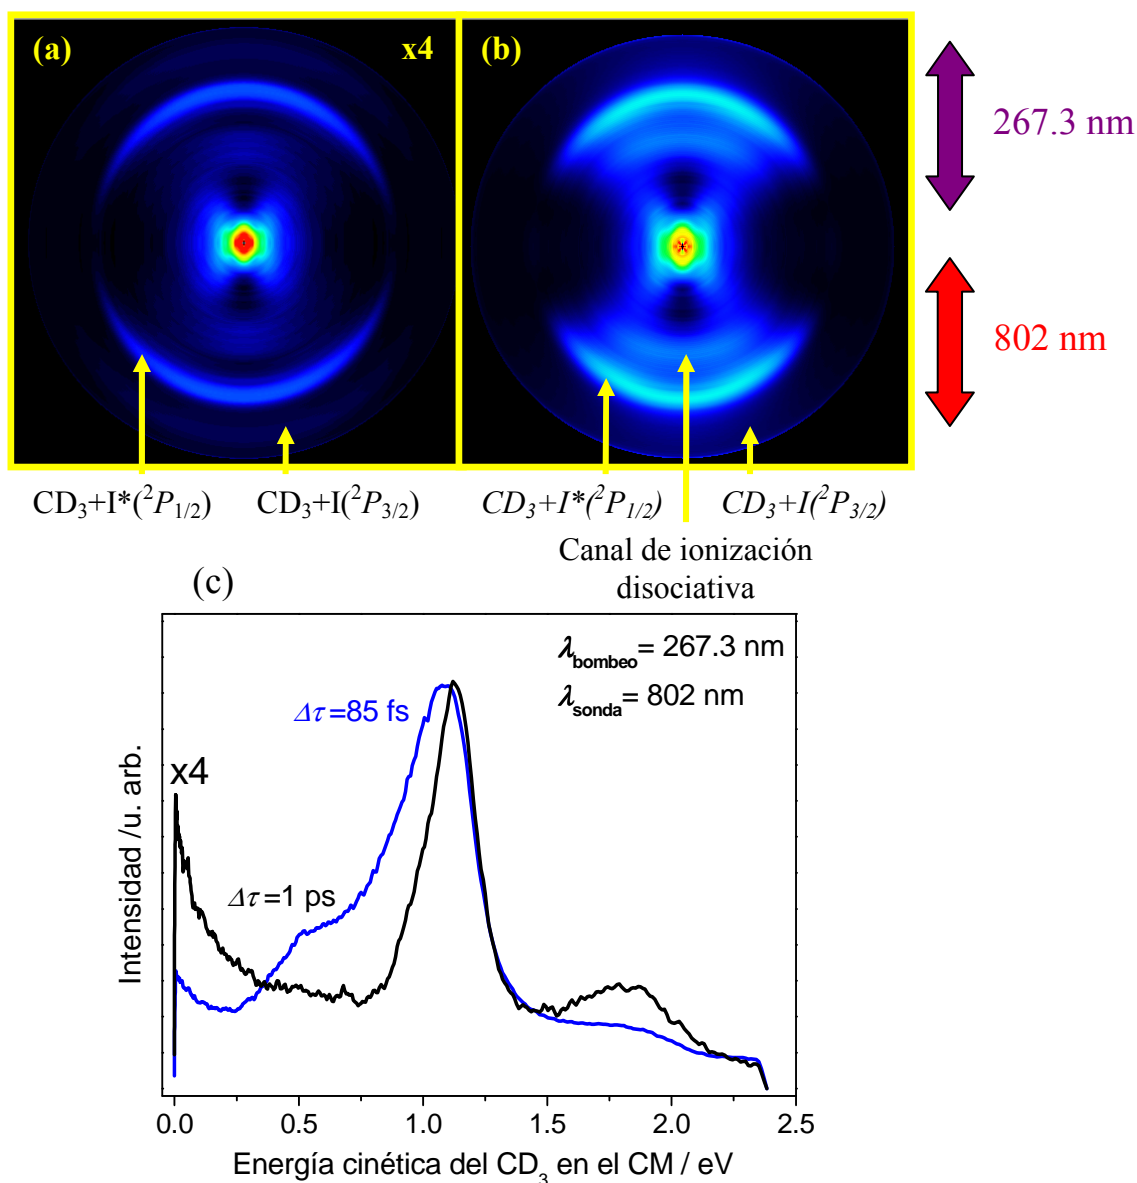 (a) x4 (b)
267.3 nm
802 nm
CD3+I*(2P1/2) CD3+I(2P3/2) CD3+I*(2P1/2) CD3+I(2P3/2)
Canal de ionización
disociativa
(c)
λbombeo= 267.3 nm
λsonda= 802 nm
Δτ=85 fs
x4
Δτ=1 ps
Intensidad /u. arb.
0.0 0.5 1.0 1.5 2.0 2.5
Energía cinética del CD3 en el CM / eV